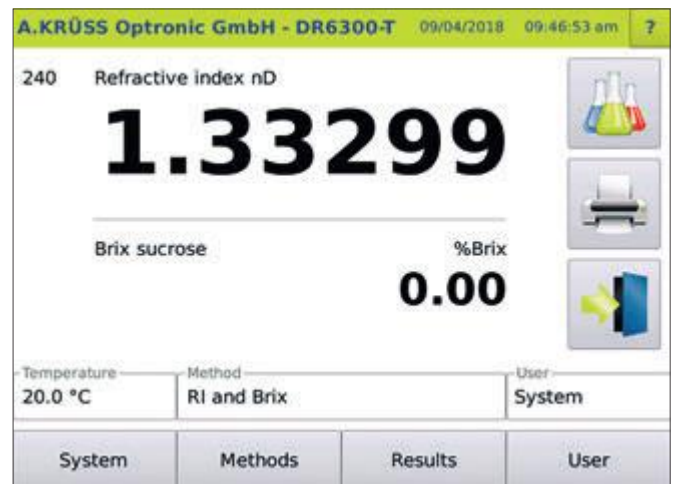 A.KRÜSS Optronic GmbH - DR6300-T 09/04/2018 09:46:53 am ?
240 Refractive index nD
1.33299
Brix sucrose %Brix
0.00
Temperature Method User
20.0 °C RI and Brix System
System Methods Results User